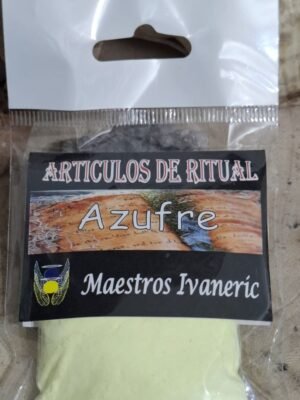 ARTICULOS DE RITUAL
Azufre
Maestros Ivaneric